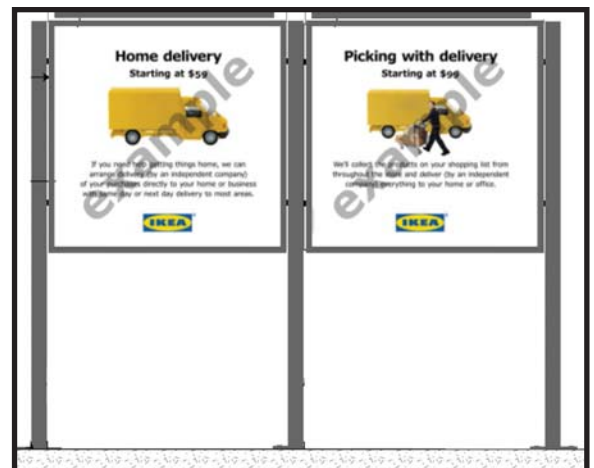 Home delivery
Starting at $59
example
If you need help getting things home, we can
arrange delivery (by an independent company)
of your purchases directly to your home or business
with same day or next day delivery to most areas.
IKEA
Picking with delivery
Starting at $99
example
We'll collect the products on your shopping list from
throughout the store and deliver (by an independent
company) everything to your home or office.
IKEA